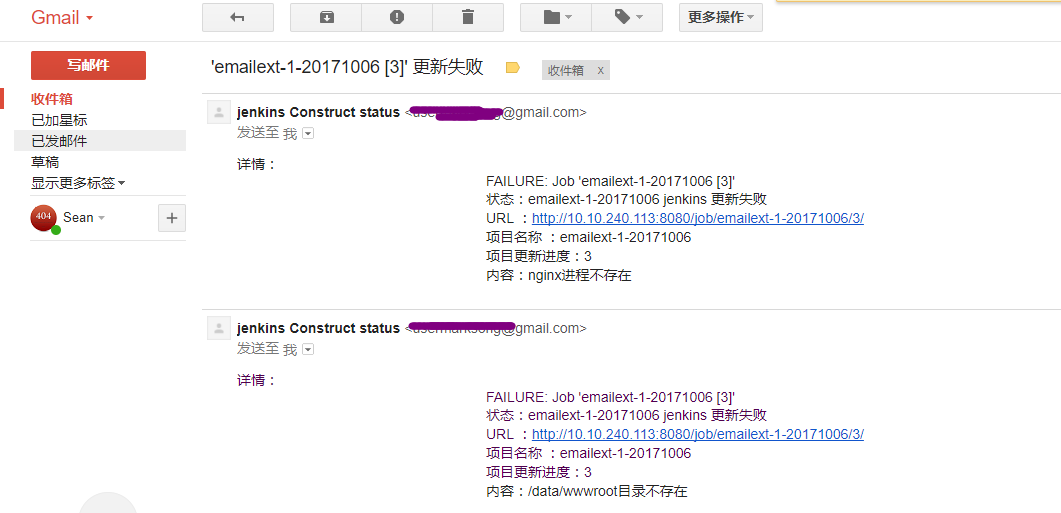 Gmail
更多操作
写邮件
收件箱
已加星标
已发邮件
草稿
显示更多标签
404
Sean
+
'emailext-1-20171006 [3]' 更新失败
收件箱 x
jenkins Construct status <@gmail.com>
发送至 我
详情：
FAILURE: Job 'emailext-1-20171006 [3]'
状态：emailext-1-20171006 jenkins 更新失败
URL ：http://10.10.240.113:8080/job/emailext-1-20171006/3/
项目名称 ：emailext-1-20171006
项目更新进度：3
内容：nginx进程不存在
jenkins Construct status <@gmail.com>
发送至 我
详情：
FAILURE: Job 'emailext-1-20171006 [3]'
状态：emailext-1-20171006 jenkins 更新失败
URL ：http://10.10.240.113:8080/job/emailext-1-20171006/3/
项目名称 ：emailext-1-20171006
项目更新进度：3
内容：/data/wwwroot目录不存在